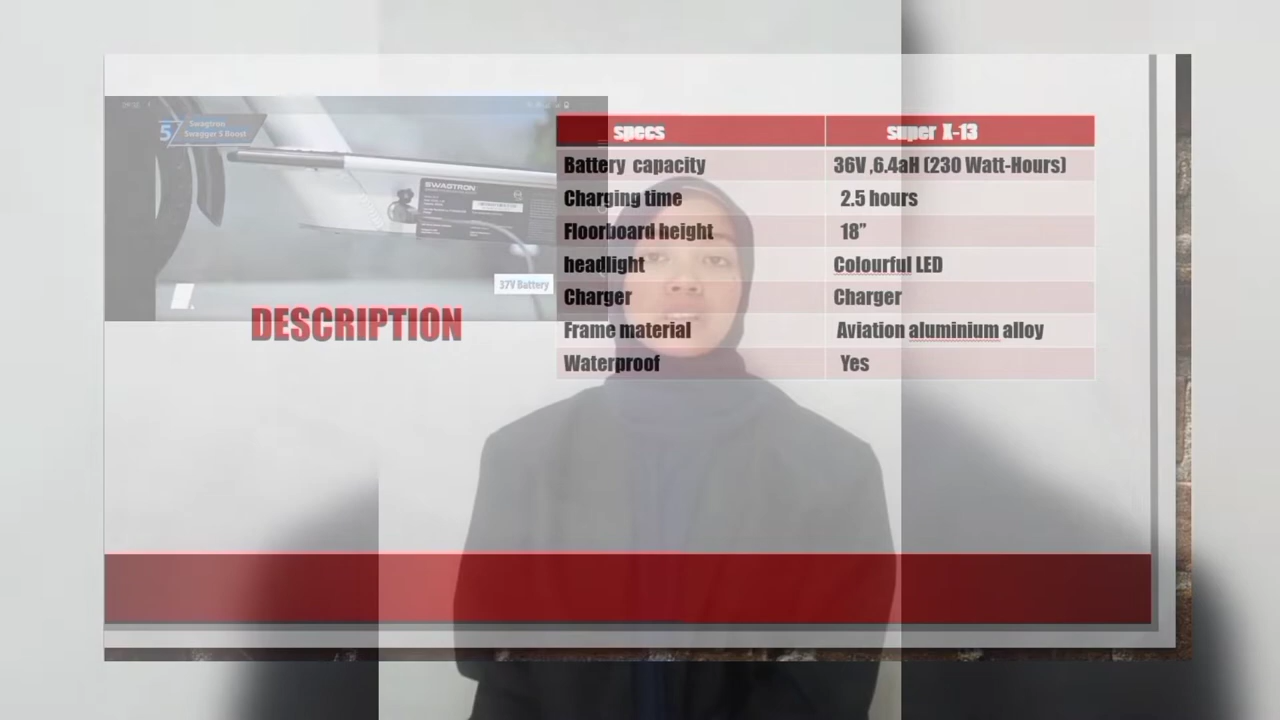 5
Swagtron
Swagger 5 Boost
SWAGTRON
37V Battery
DESCRIPTION
specs super X-13
Battery capacity 36V ,6.4aH (230 Watt-Hours)
Charging time 2.5 hours
Floorboard height 18”
headlight Colourful LED
Charger Charger
Frame material Aviation aluminium alloy
Waterproof Yes